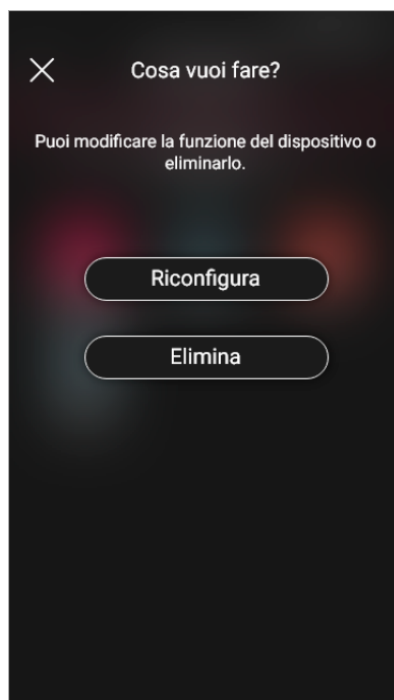 Cosa vuoi fare?
Puoi modificare la funzione del dispositivo o
eliminarlo.
Riconfigura
Elimina